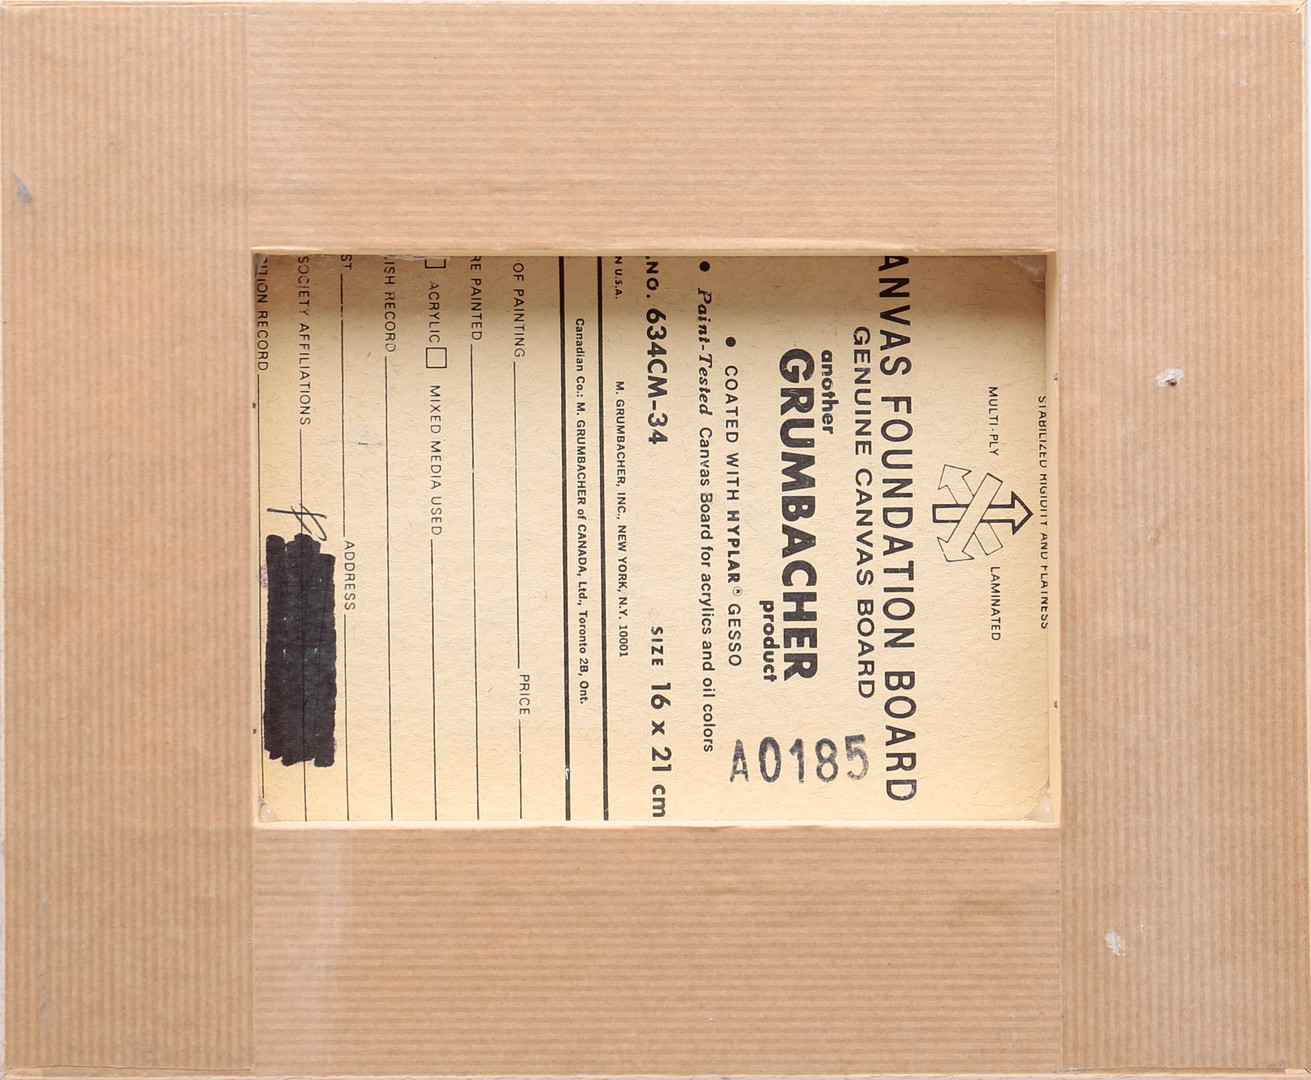 STABILIZED RIGIDITY AND FLATNESS
MULTI-PLY LAMINATED
ANVAS FOUNDATION BOARD
GENUINE CANVAS BOARD
another
GRUMBACHER
product
A0185
• COATED WITH HYPLAR® GESSO
• Paint-Tested Canvas Board for acrylics and oil colors
.NO. 634CM-34 SIZE 16 x 21 cm
N U.S.A. M. GRUMBACHER, INC., NEW YORK, N.Y. 10001
Canadian Co.: M. GRUMBACHER of CANADA, Ltd., Toronto 2B, Ont.
OF PAINTING PRICE
RE PAINTED
ACRYLIC MIXED MEDIA USED
ISH RECORD
ST ADDRESS
SOCIETY AFFILIATIONS
ITION RECORD